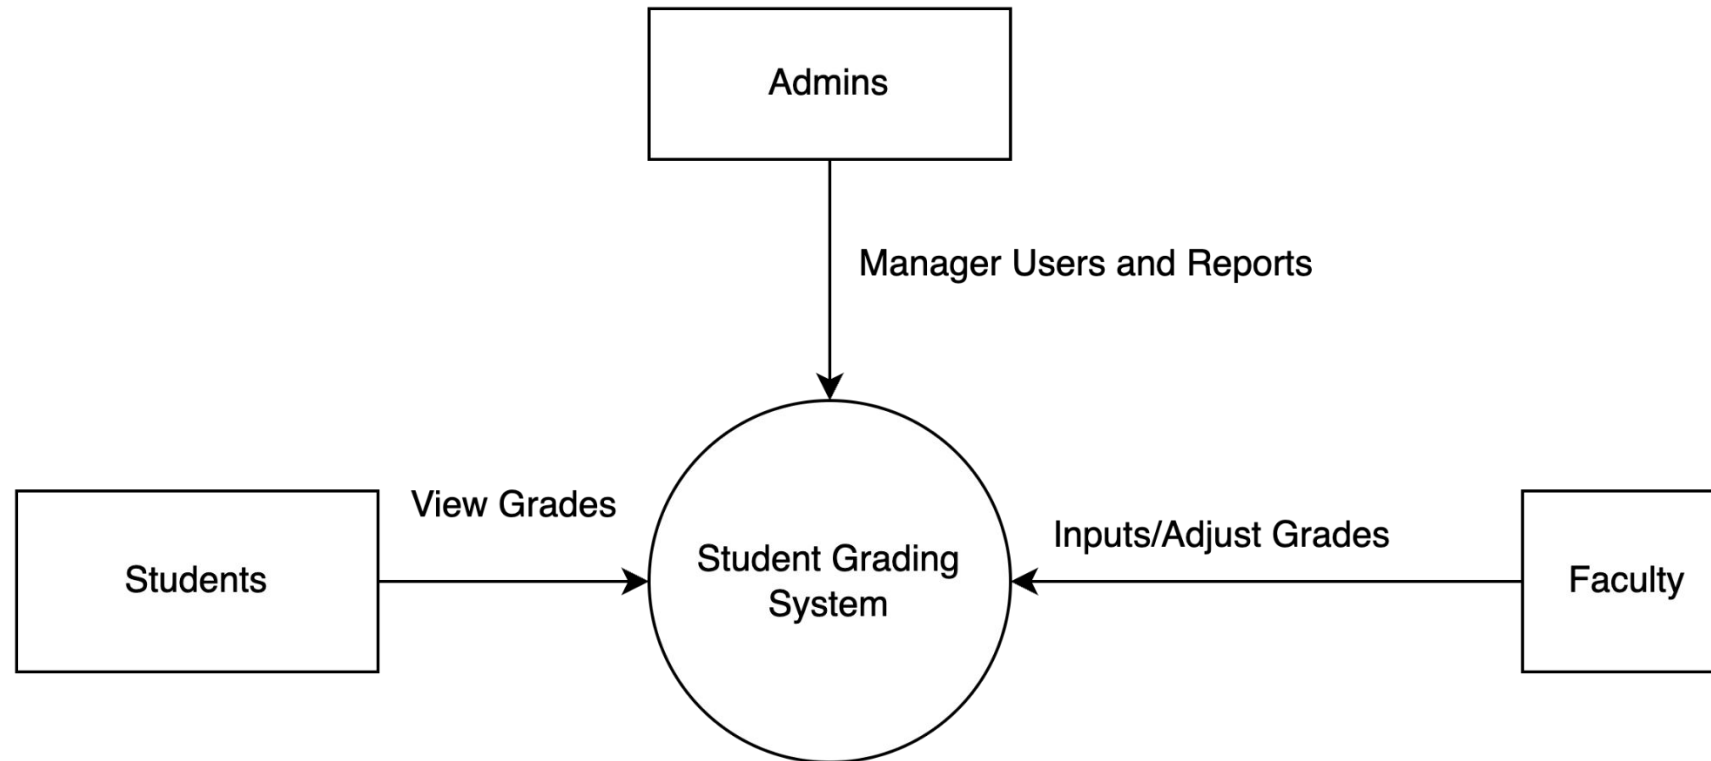 Admins
Manager Users and Reports
View Grades
Students
Student Grading
System
Inputs/Adjust Grades
Faculty